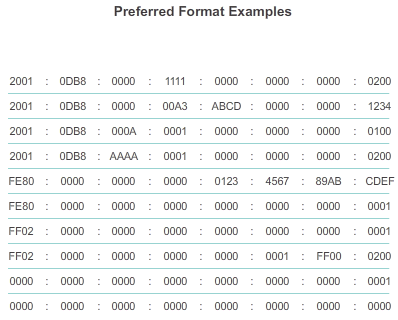 Preferred Format Examples
2001 : 0DB8 : 0000 : 1111 : 0000 : 0000 : 0000 : 0200
2001 : 0DB8 : 0000 : 00A3 : ABCD : 0000 : 0000 : 1234
2001 : 0DB8 : 000A : 0001 : 0000 : 0000 : 0000 : 0100
2001 : 0DB8 : AAAA : 0001 : 0000 : 0000 : 0000 : 0200
FE80 : 0000 : 0000 : 0000 : 0123 : 4567 : 89AB : CDEF
FE80 : 0000 : 0000 : 0000 : 0000 : 0000 : 0000 : 0001
FF02 : 0000 : 0000 : 0000 : 0000 : 0000 : 0000 : 0001
FF02 : 0000 : 0000 : 0000 : 0000 : 0001 : FF00 : 0200
0000 : 0000 : 0000 : 0000 : 0000 : 0000 : 0000 : 0001
0000 : 0000 : 0000 : 0000 : 0000 : 0000 : 0000 : 0000